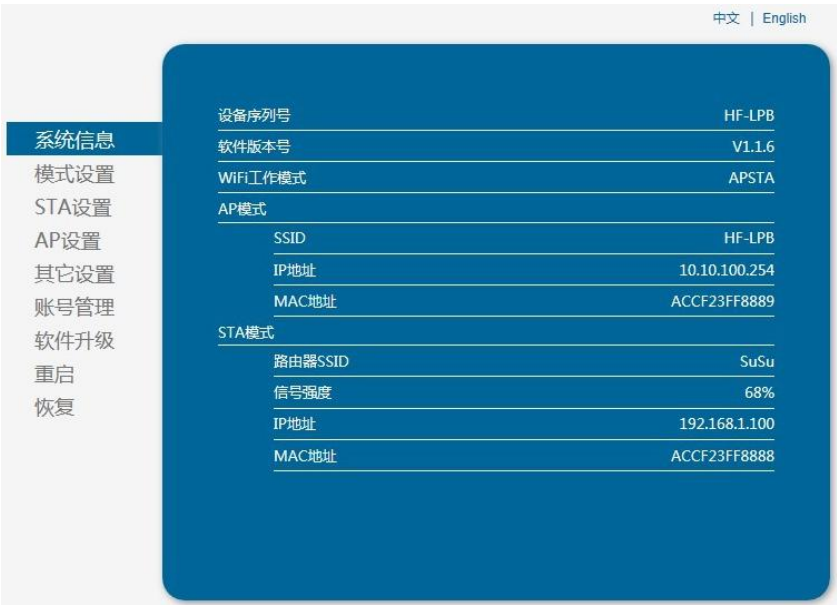 中文 | English
系统信息
模式设置
STA设置
AP设置
其它设置
账号管理
软件升级
重启
恢复
设备序列号 HF-LPB
软件版本号 V1.1.6
WiFi工作模式 APSTA
AP模式
SSID HF-LPB
IP地址 10.10.100.254
MAC地址 ACCF23FF8889
STA模式
路由器SSID SuSu
信号强度 68%
IP地址 192.168.1.100
MAC地址 ACCF23FF8888